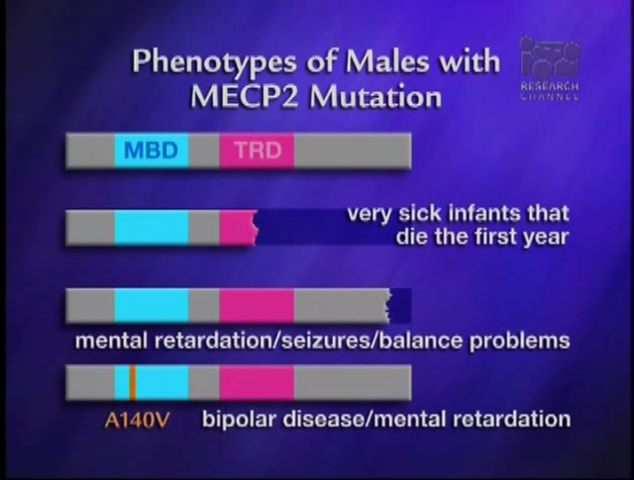 Phenotypes of Males with
MECP2 Mutation
RESEARCH
CHANNEL
MBD
TRD
very sick infants that
die the first year
mental retardation/seizures/balance problems
A140V
bipolar disease/mental retardation